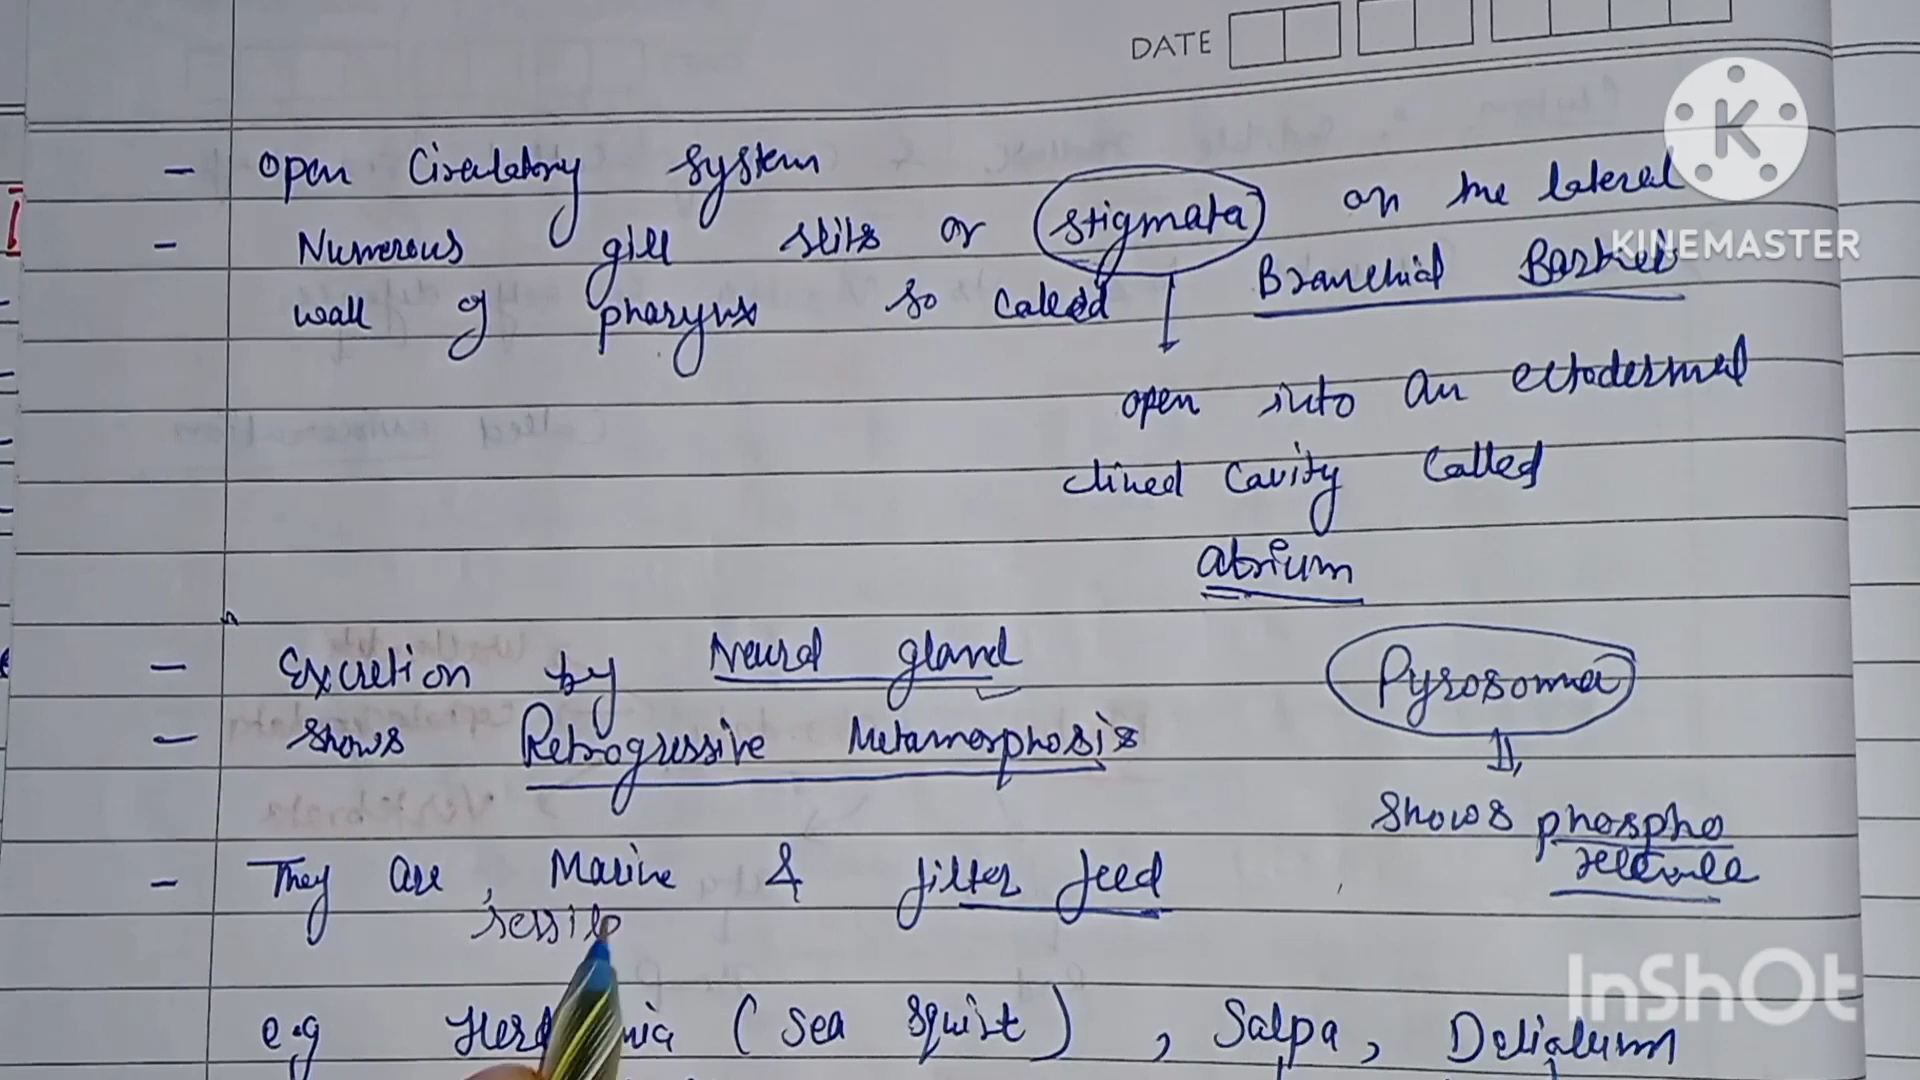 DATE
- open Circulatory system
- Numerous gill slits or stigmata on the lateral
wall of pharynx so called Branchial Basket
open into an ectodermal
lined cavity called
atrium
- Excretion by Neural gland
- shows Retrogressive Metamorphosis
Pyrosoma
shows phospho
- They are, Marine & filter feed
sessile
e.g (sea squirt), Salpa, Doliolum
KINEMASTER
InShOt